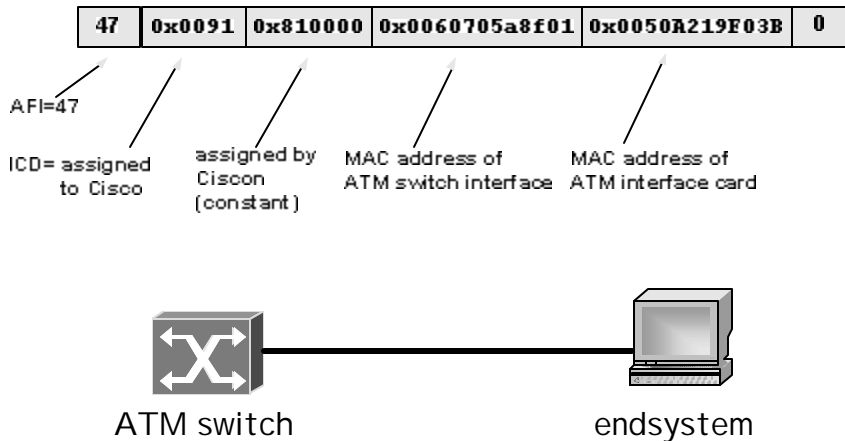 47 0x0091 0x810000 0x0060705a8f01 0x0050A219F03B 0
AFI=47
ICD= assigned
to Cisco
assigned by
Ciscon
(constant)
MAC address of
ATM switch interface
MAC address of
ATM interface card
ATM switch
endsystem